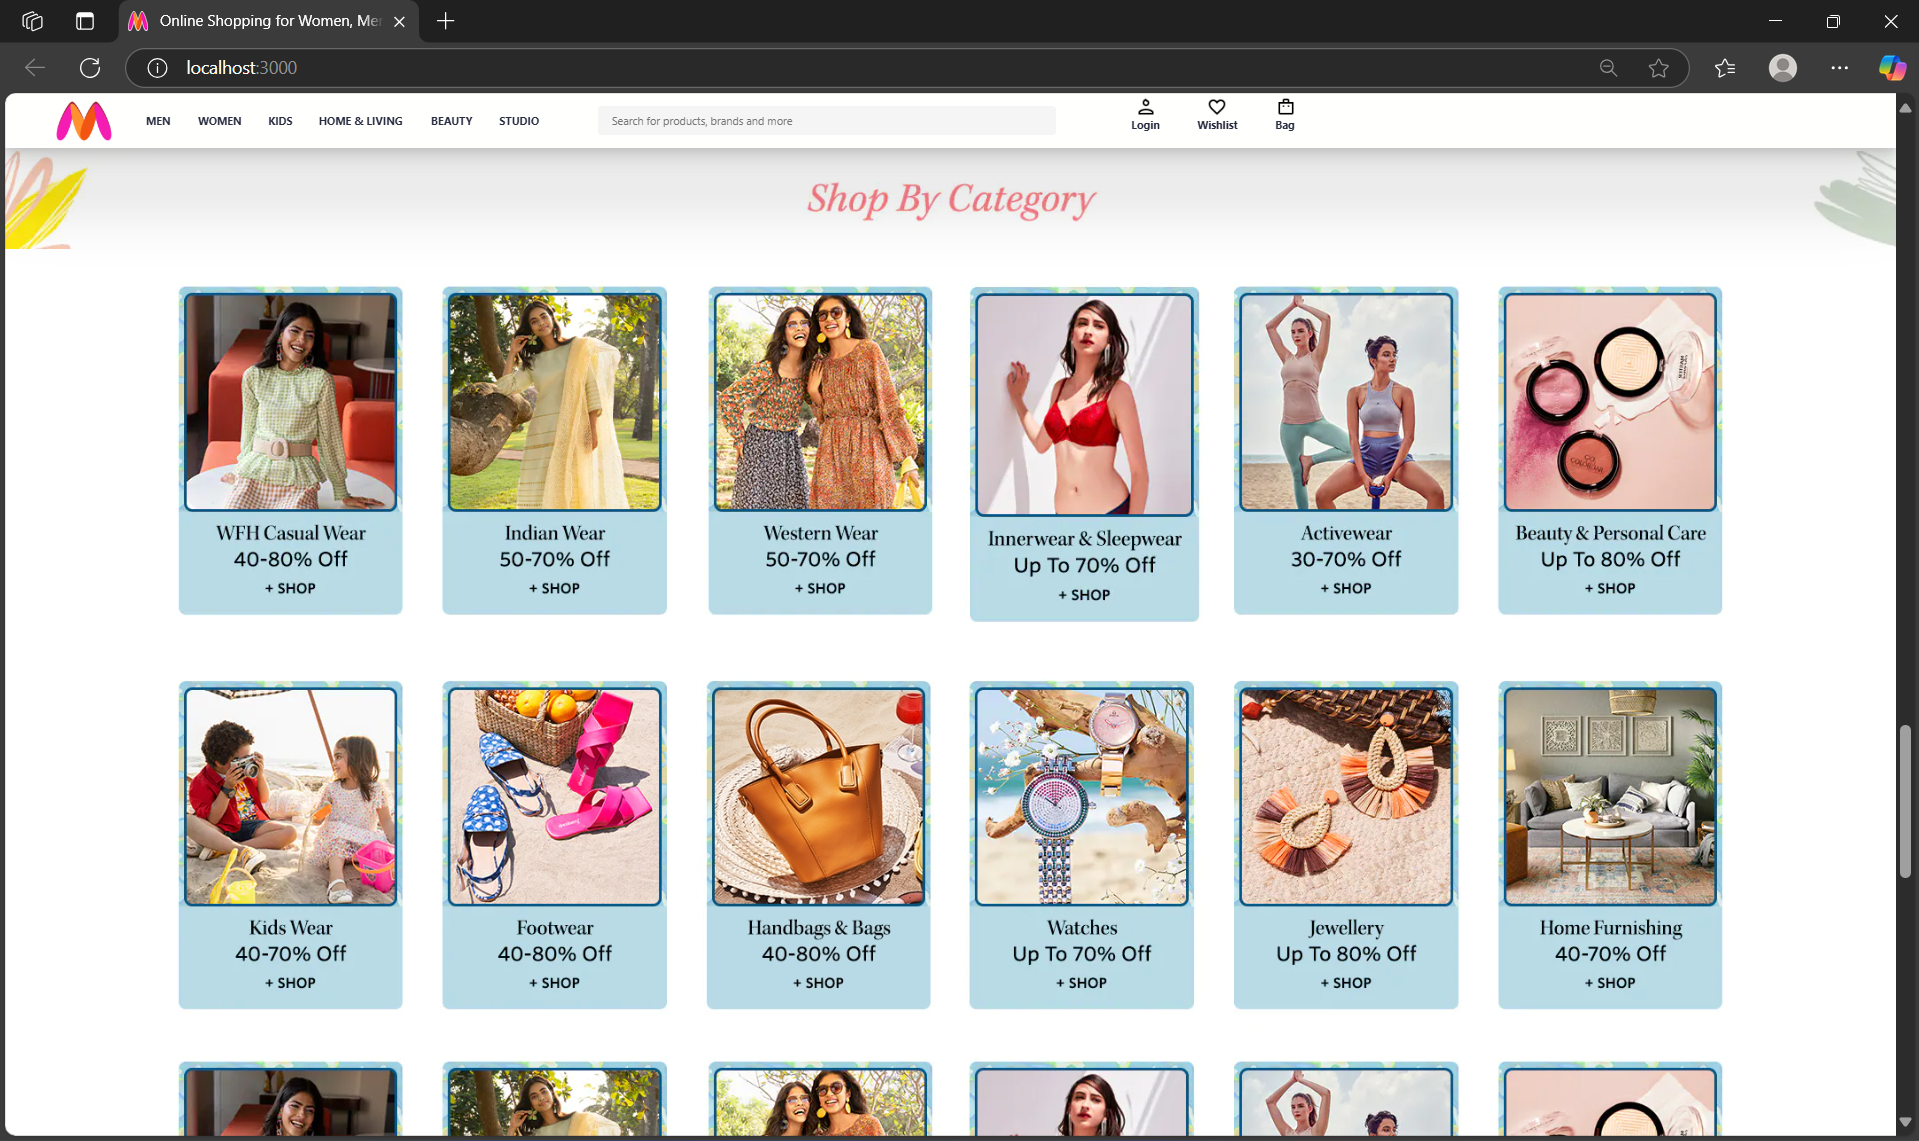 Online Shopping for Women, Me
localhost:3000
MEN
WOMEN
KIDS
HOME & LIVING
BEAUTY
STUDIO
Search for products, brands and more
Login
Wishlist
Bag
Shop By Category
WFH Casual Wear
40-80% Off
+ SHOP
Indian Wear
50-70% Off
+ SHOP
Western Wear
50-70% Off
+ SHOP
Innerwear & Sleepwear
Up To 70% Off
+ SHOP
Activewear
30-70% Off
+ SHOP
Beauty & Personal Care
Up To 80% Off
+ SHOP
Kids Wear
40-70% Off
+ SHOP
Footwear
40-80% Off
+ SHOP
Handbags & Bags
40-80% Off
+ SHOP
Watches
Up To 70% Off
+ SHOP
Jewellery
Up To 80% Off
+ SHOP
Home Furnishing
40-70% Off
+ SHOP